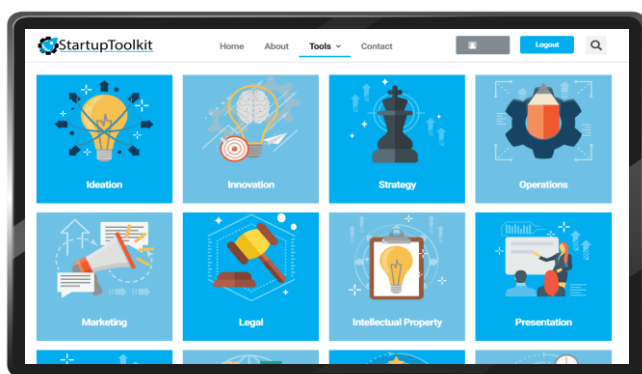 StartupToolkit
Home About Tools Contact
Logout
Ideation Innovation Strategy Operations
Marketing Legal Intellectual Property Presentation